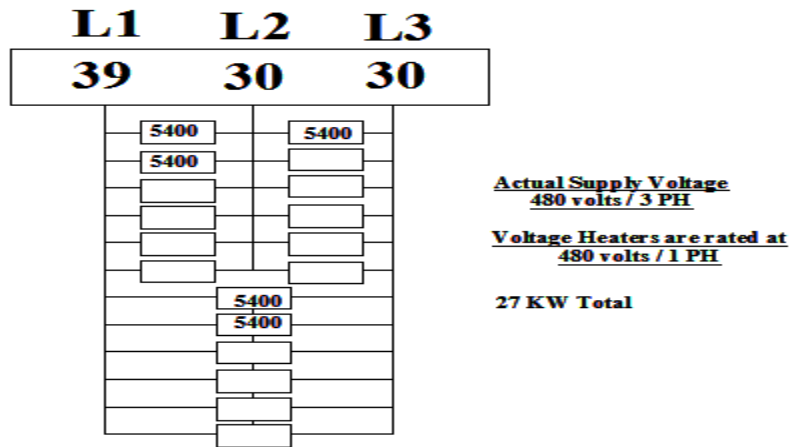 L1 L2 L3
39 30 30
5400 5400
5400
Actual Supply Voltage
480 volts / 3 PH
Voltage Heaters are rated at
480 volts / 1 PH
5400
27 KW Total
5400